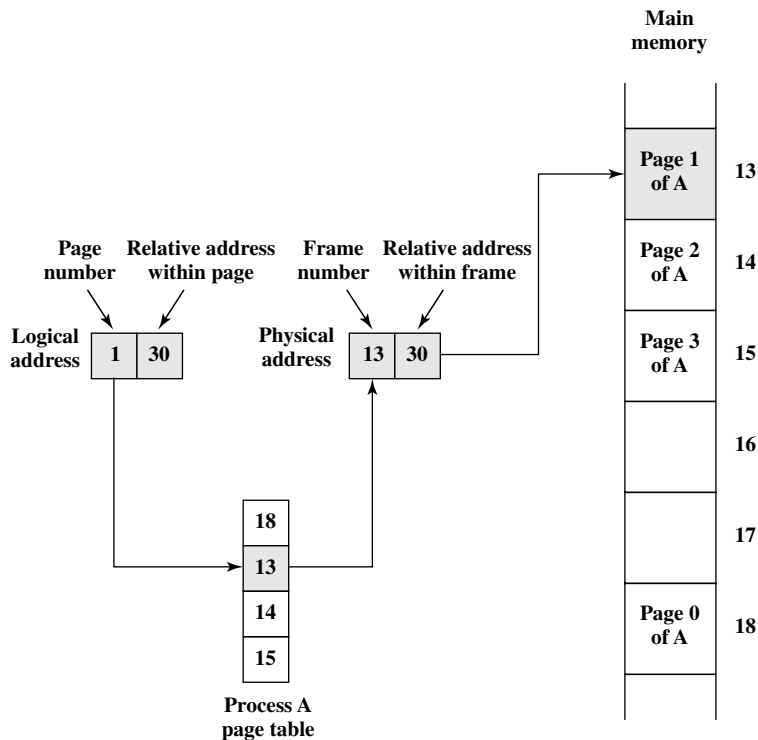 Main
memory
Page 1
of A
13
Page 2
of A
14
Page 3
of A
15
16
17
Page 0
of A
18
Page
number
Relative address
within page
Frame
number
Relative address
within frame
Logical
address
1 30
Physical
address
13 30
18
13
14
15
Process A
page table